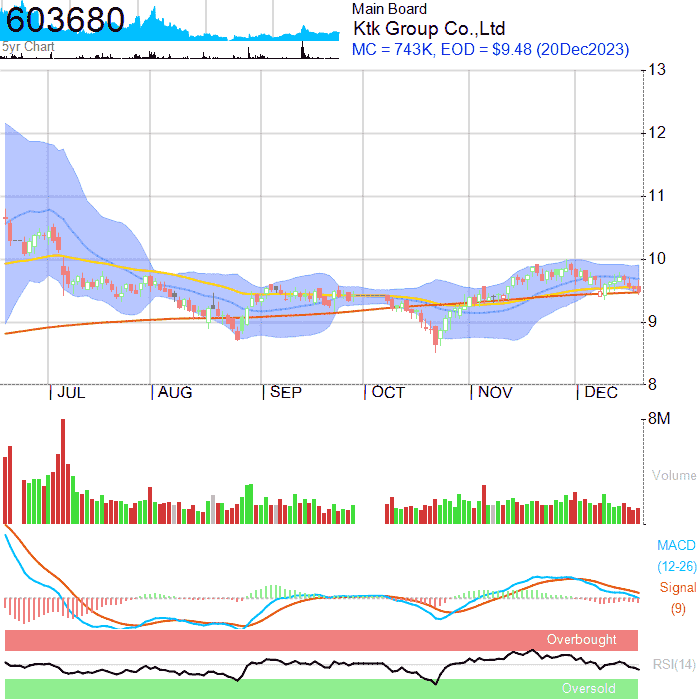 603680
5yr Chart
Main Board
Ktk Group Co.,Ltd
MC = 743K, EOD = $9.48 (20Dec2023)
13
12
11
10
9
8
JUL AUG SEP OCT NOV DEC
8M
Volume
MACD
(12-26)
Signal
(9)
Overbought
RSI(14)
Oversold